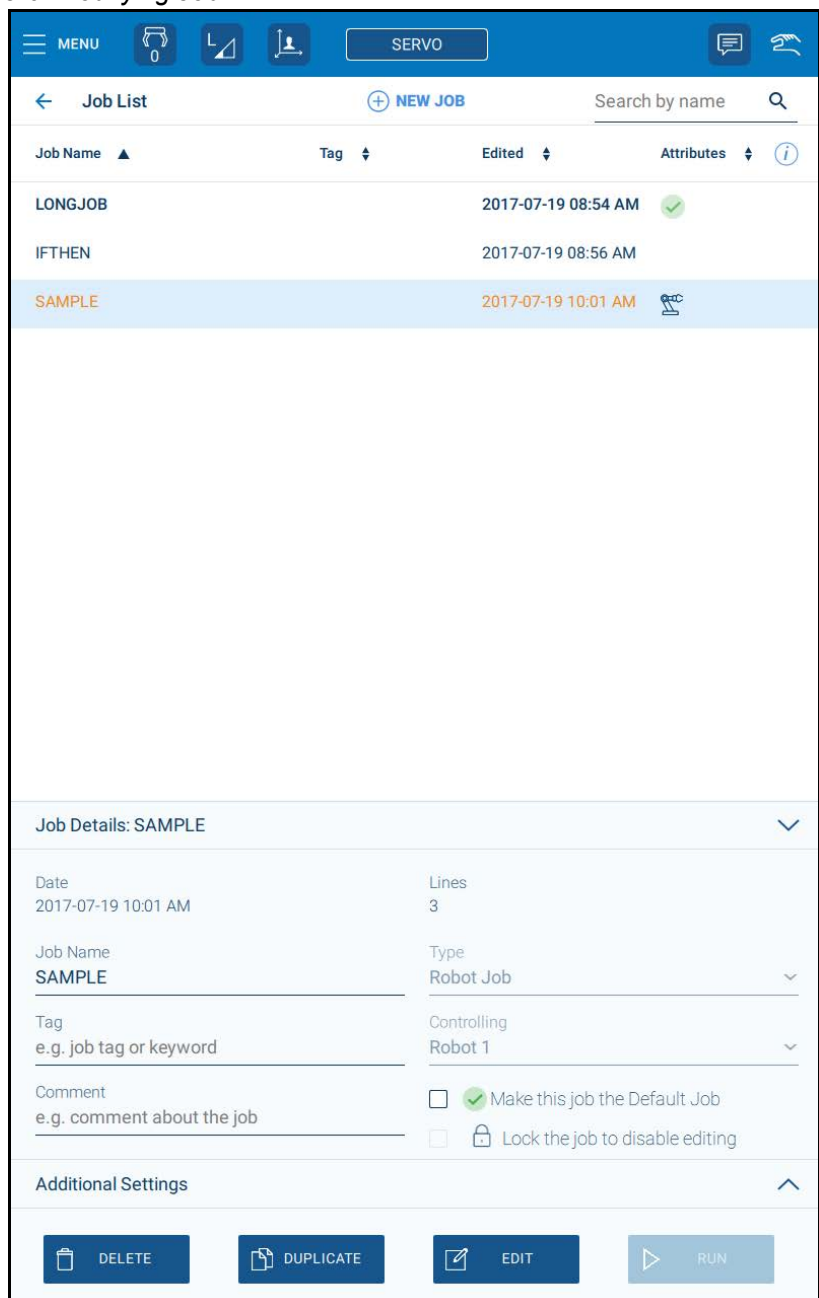 MENU 0 L SERVO
Job List NEW JOB Search by name
Job Name Tag Edited Attributes i
LONGJOB 2017-07-19 08:54 AM
IFTHEN 2017-07-19 08:56 AM
SAMPLE 2017-07-19 10:01 AM
Job Details: SAMPLE
Date Lines
2017-07-19 10:01 AM 3
Job Name Type
SAMPLE Robot Job
Tag Controlling
e.g. job tag or keyword Robot 1
Comment
e.g. comment about the job
Make this job the Default Job
Lock the job to disable editing
Additional Settings
DELETE DUPLICATE EDIT RUN